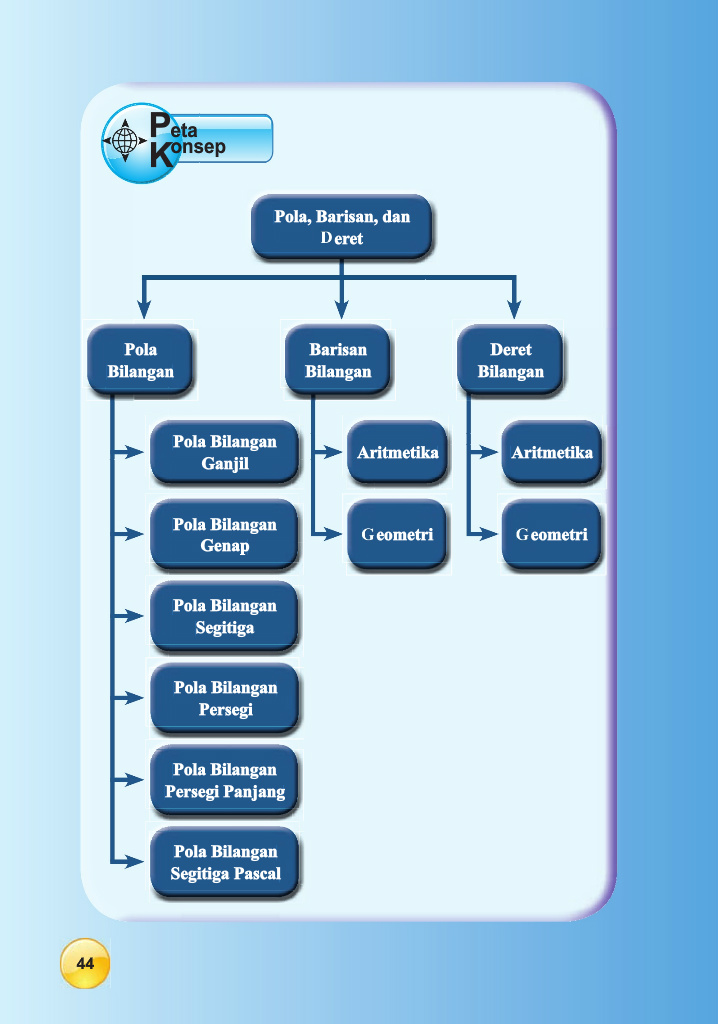 Peta
Konsep
Pola, Barisan, dan
Deret
Pola
Bilangan
Barisan
Bilangan
Deret
Bilangan
Pola Bilangan
Ganjil
Pola Bilangan
Genap
Pola Bilangan
Segitiga
Pola Bilangan
Persegi
Pola Bilangan
Persegi Panjang
Pola Bilangan
Segitiga Pascal
Aritmetika
Geometri
Aritmetika
Geometri
44